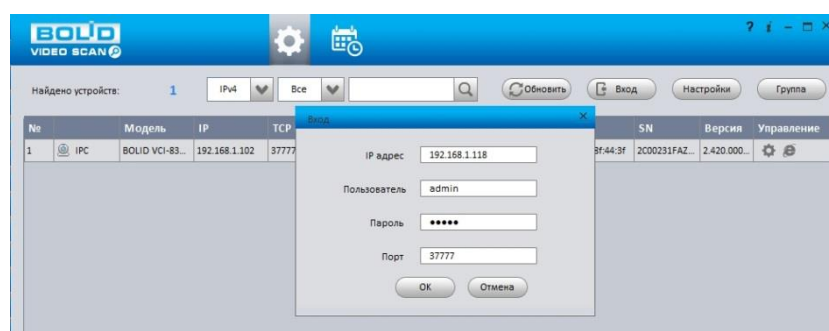 BOLID
VIDEO SCAN
? i
Найдено устройств: 1 IPv4 Все Обновить Вход Настройки Группа
№ Модель IP TCP SN Версия Управление
1 IPC BOLID VCI-83... 192.168.1.102 37777 3f:44:3f 2C00231FAZ... 2.420.000...
Вход
IP адрес 192.168.1.118
Пользователь admin
Пароль •••••
Порт 37777
ОК Отмена